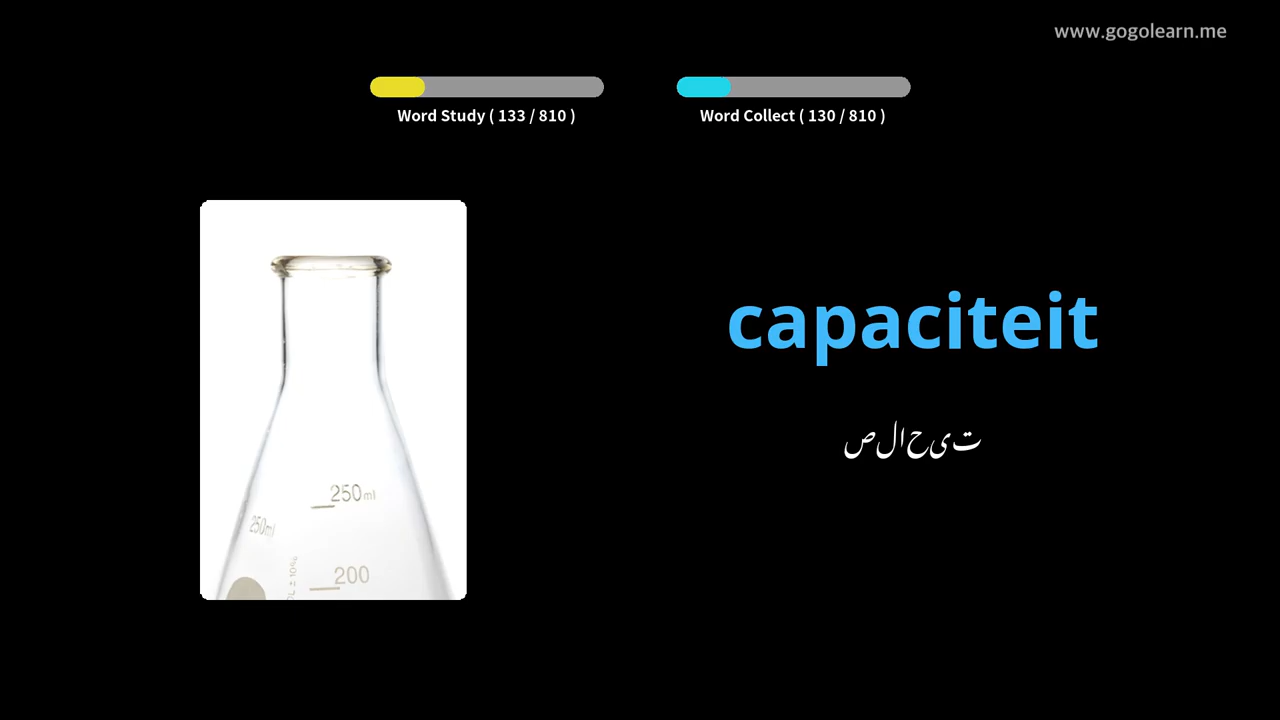 www.gogolearn.me
Word Study ( 133 / 810 )
Word Collect ( 130 / 810 )
capaciteit
صلاحیت
250ml
250ml
200